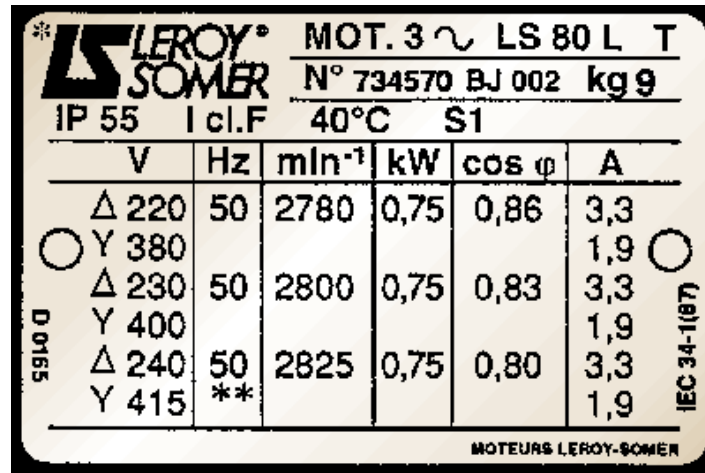 * LS LEROY® SOMER
MOT. 3 ~ LS 80 L T
N° 734570 BJ 002 kg 9
IP 55 I cl.F 40°C S1
V Hz min-1 kW cos φ A
Δ 220 50 2780 0,75 0,86 3,3
Y 380 1,9
Δ 230 50 2800 0,75 0,83 3,3
Y 400 1,9
Δ 240 50 2825 0,75 0,80 3,3
Y 415 ** 1,9
D 0165
IEC 34-1(87)
MOTEURS LEROY-SOMER